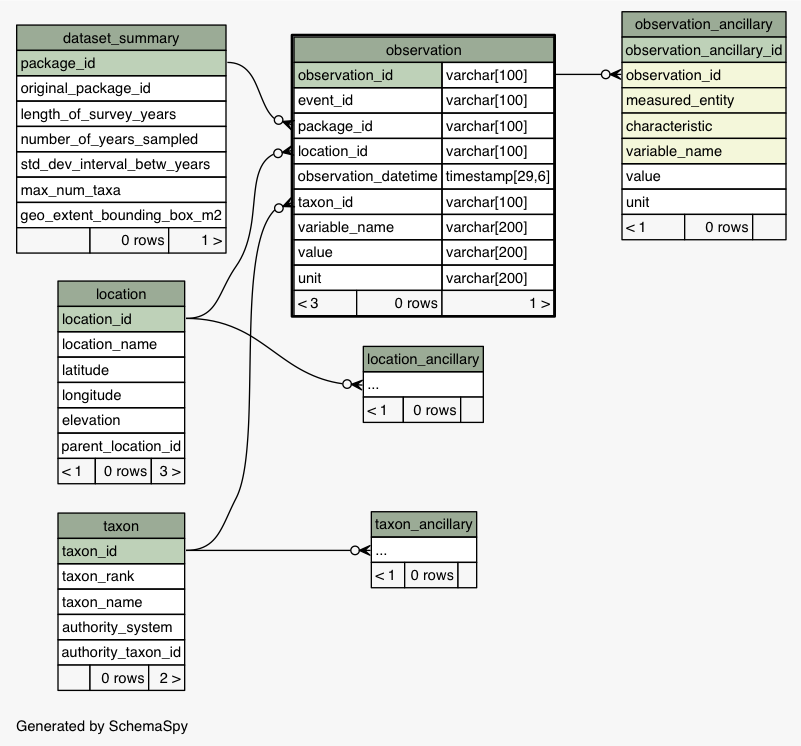 dataset_summary
package_id
original_package_id
length_of_survey_years
number_of_years_sampled
std_dev_interval_betw_years
max_num_taxa
geo_extent_bounding_box_m2
0 rows 1 >
observation
observation_id varchar[100]
event_id varchar[100]
package_id varchar[100]
location_id varchar[100]
observation_datetime timestamp[29,6]
taxon_id varchar[100]
variable_name varchar[200]
value varchar[200]
unit varchar[200]
< 3 0 rows 1 >
observation_ancillary
observation_ancillary_id
observation_id
measured_entity
characteristic
variable_name
value
unit
< 1 0 rows
location
location_id
location_name
latitude
longitude
elevation
parent_location_id
< 1 0 rows 3 >
location_ancillary
...
< 1 0 rows
taxon
taxon_id
taxon_rank
taxon_name
authority_system
authority_taxon_id
0 rows 2 >
taxon_ancillary
...
< 1 0 rows
Generated by SchemaSpy